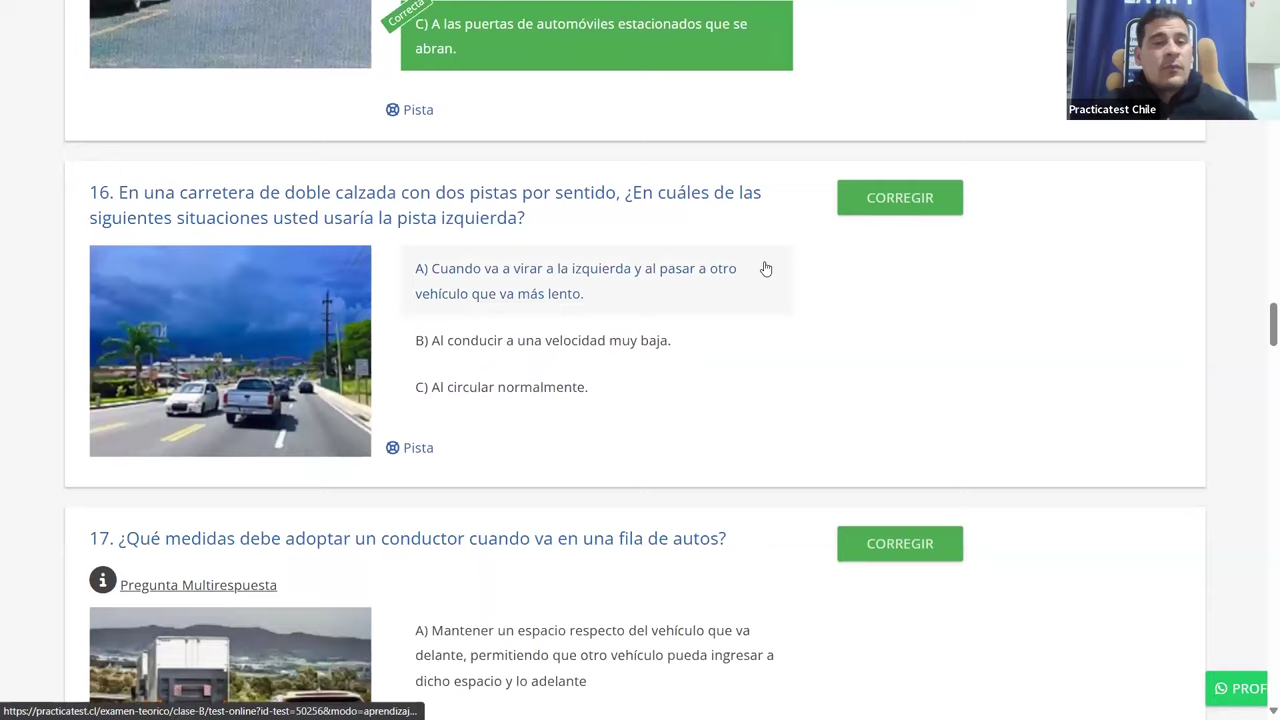 Correcta
C) A las puertas de automóviles estacionados que se
abran.
Pista
Practicatest Chile
16. En una carretera de doble calzada con dos pistas por sentido, ¿En cuáles de las
siguientes situaciones usted usaría la pista izquierda?
CORREGIR
A) Cuando va a virar a la izquierda y al pasar a otro
vehículo que va más lento.
B) Al conducir a una velocidad muy baja.
C) Al circular normalmente.
Pista
17. ¿Qué medidas debe adoptar un conductor cuando va en una fila de autos?
CORREGIR
Pregunta Multirespuesta
A) Mantener un espacio respecto del vehículo que va
delante, permitiendo que otro vehículo pueda ingresar a
dicho espacio y lo adelante
PROF
https://practicatest.cl/examen-teorico/clase-B/test-online?id-test=50256&modo=aprendizaj...